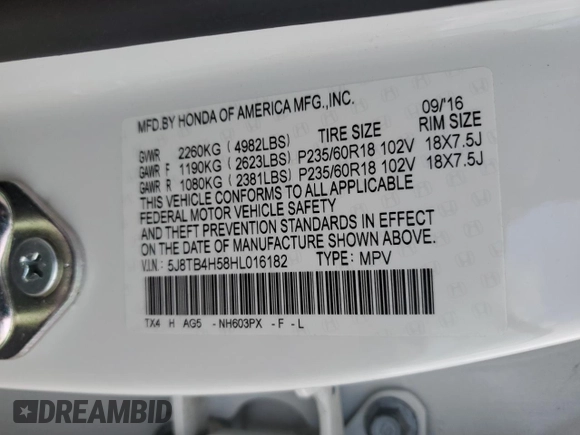 MFD.BY HONDA OF AMERICA MFG.,INC. 09/'16
TIRE SIZE RIM SIZE
GVWR 2260KG ( 4982LBS)
GAWR F 1190KG ( 2623LBS) P235/60R18 102V 18X7.5J
GAWR R 1080KG ( 2381LBS) P235/60R18 102V 18X7.5J
THIS VEHICLE CONFORMS TO ALL APPLICABLE
FEDERAL MOTOR VEHICLE SAFETY
AND THEFT PREVENTION STANDARDS IN EFFECT
ON THE DATE OF MANUFACTURE SHOWN ABOVE.
V.I.N.: 5J8TB4H58HL016182 TYPE: MPV
TX4 H AG5 -NH603PX -F -L
DREAMBID